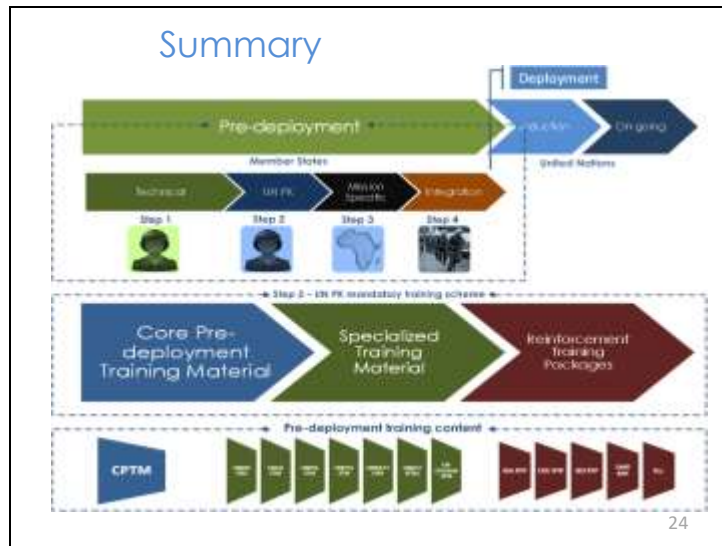 Summary
Deployment
Pre-deployment
On going
Member States
United Nations
Technical
UN PK
Mission
Specific
Integration
Step 1
Step 2
Step 3
Step 4
Step 2 - UN PK mandatory training scheme
Core Pre-
deployment
Training Material
Specialized
Training
Material
Reinforcement
Training
Packages
Pre-deployment training content
CPTM
24